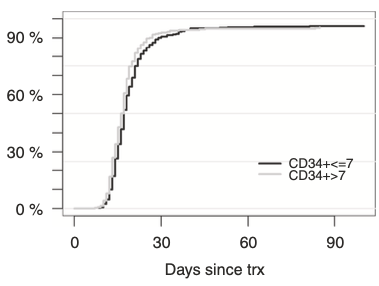 90 %
60 %
30 %
0 %
CD34+<=7
CD34+>7
0 30 60 90
Days since trx